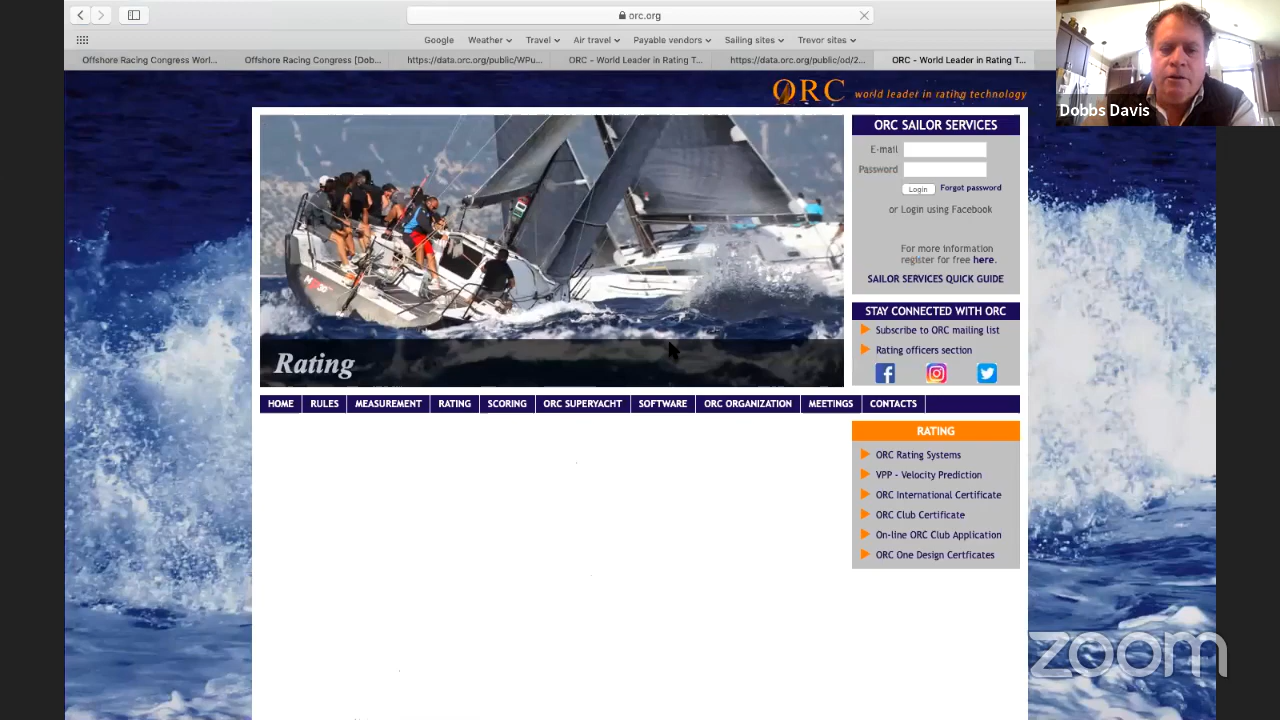 orc.org
Google Weather Travel Air travel Payable vendors Sailing sites Trevor sites
Offshore Racing Congress Worl... Offshore Racing Congress [Dob... https://data.orc.org/public/WPu... ORC - World Leader in Rating T... https://data.orc.org/public/od/2... ORC - World Leader in Rating T...
Dobbs Davis
ORC world leader in rating technology
Rating
ORC SAILOR SERVICES
E-mail
Password
Login Forgot password
or Login using Facebook
For more information
register for free here.
SAILOR SERVICES QUICK GUIDE
STAY CONNECTED WITH ORC
Subscribe to ORC mailing list
Rating officers section
HOME RULES MEASUREMENT RATING SCORING ORC SUPERYACHT SOFTWARE ORC ORGANIZATION MEETINGS CONTACTS
RATING
ORC Rating Systems
VPP - Velocity Prediction
ORC International Certificate
ORC Club Certificate
On-line ORC Club Application
ORC One Design Certficates
zoom